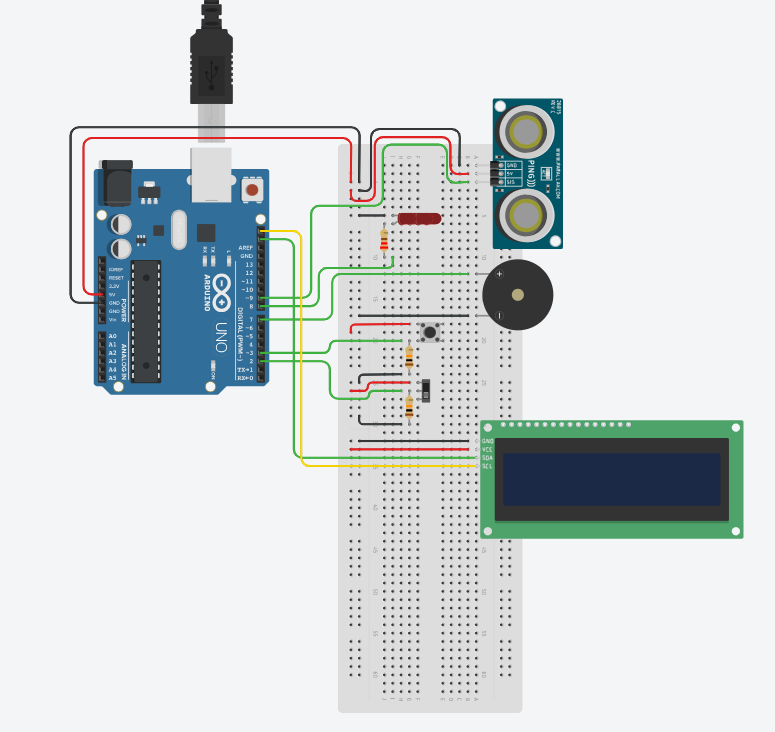 GND
5V
SIG
PING)))
WWW.PARALLAX.COM
AREF
GND
13
12
~11
~10
~9
8
7
~6
~5
4
~3
2
TX→1
RX←0
DIGITAL (PWM~)
IOREF
RESET
3.3V
5V
GND
GND
Vin
POWER
A0
A1
A2
A3
A4
A5
ANALOG IN
RX
TX
L
ON
ARDUINO
UNO
GND
VCC
SDA
SCL